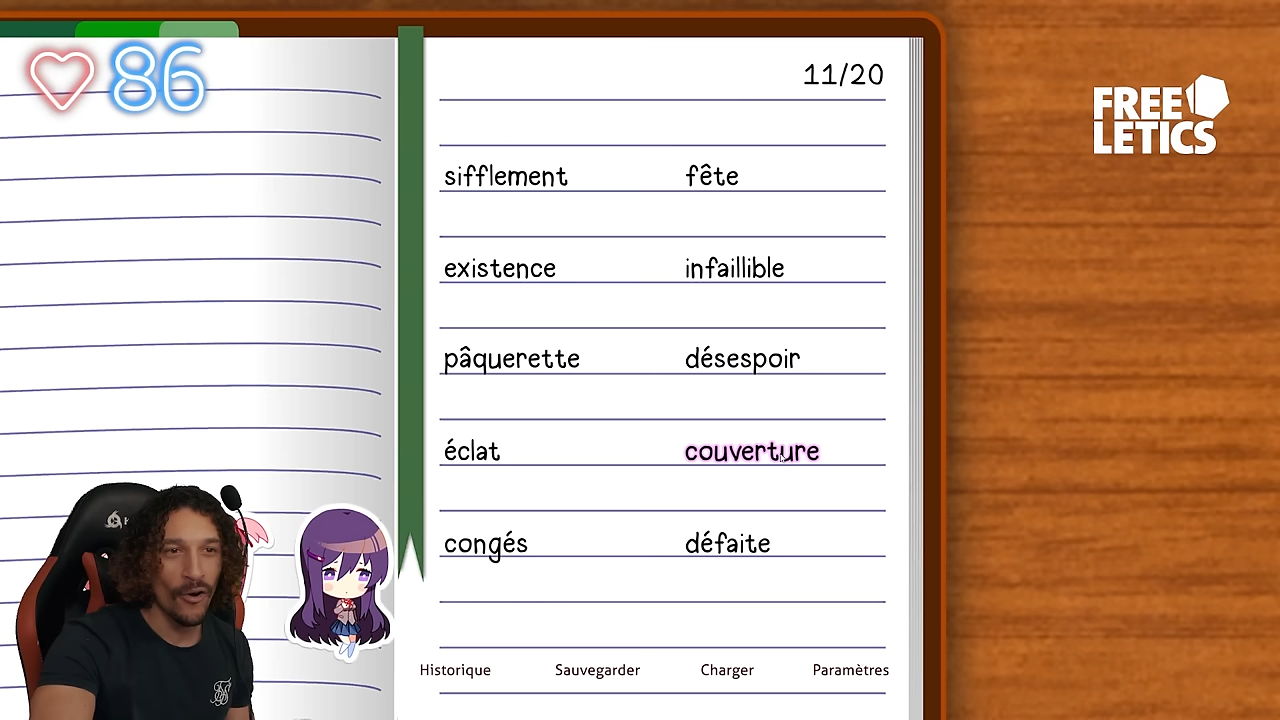 86
11/20
FREE
LETICS
sifflement fête
existence infaillible
pâquerette désespoir
éclat couverture
congés défaite
Historique Sauvegarder Charger Paramètres